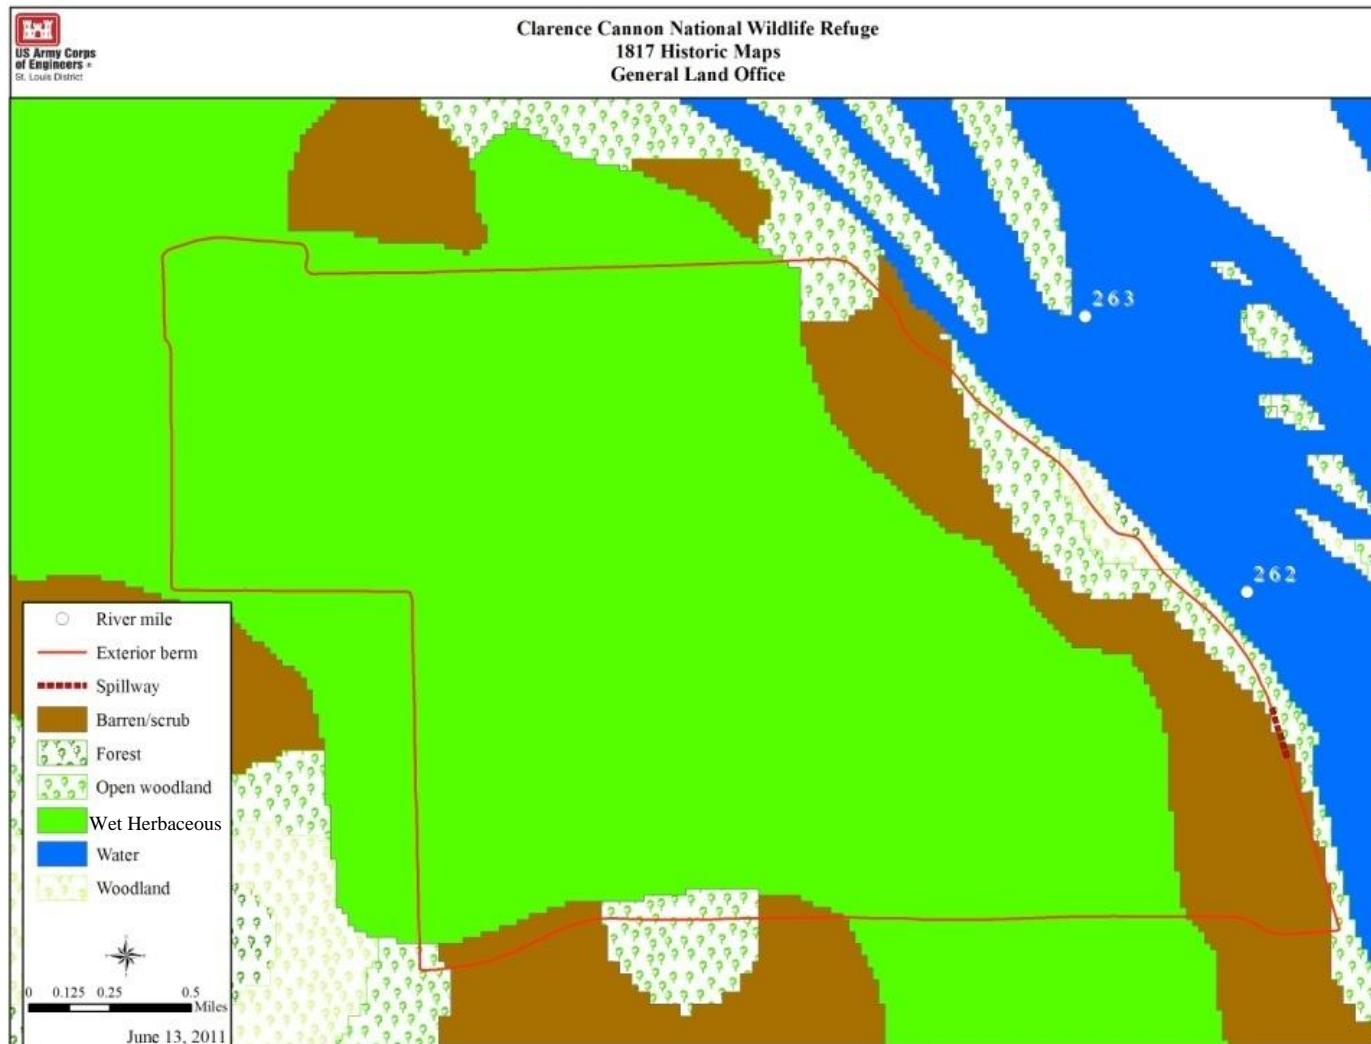 US Army Corps
of Engineers ®
St. Louis District
Clarence Cannon National Wildlife Refuge
1817 Historic Maps
General Land Office
263
262
River mile
Exterior berm
Spillway
Barren/scrub
Forest
Open woodland
Wet Herbaceous
Water
Woodland
0 0.125 0.25 0.5
Miles
June 13, 2011